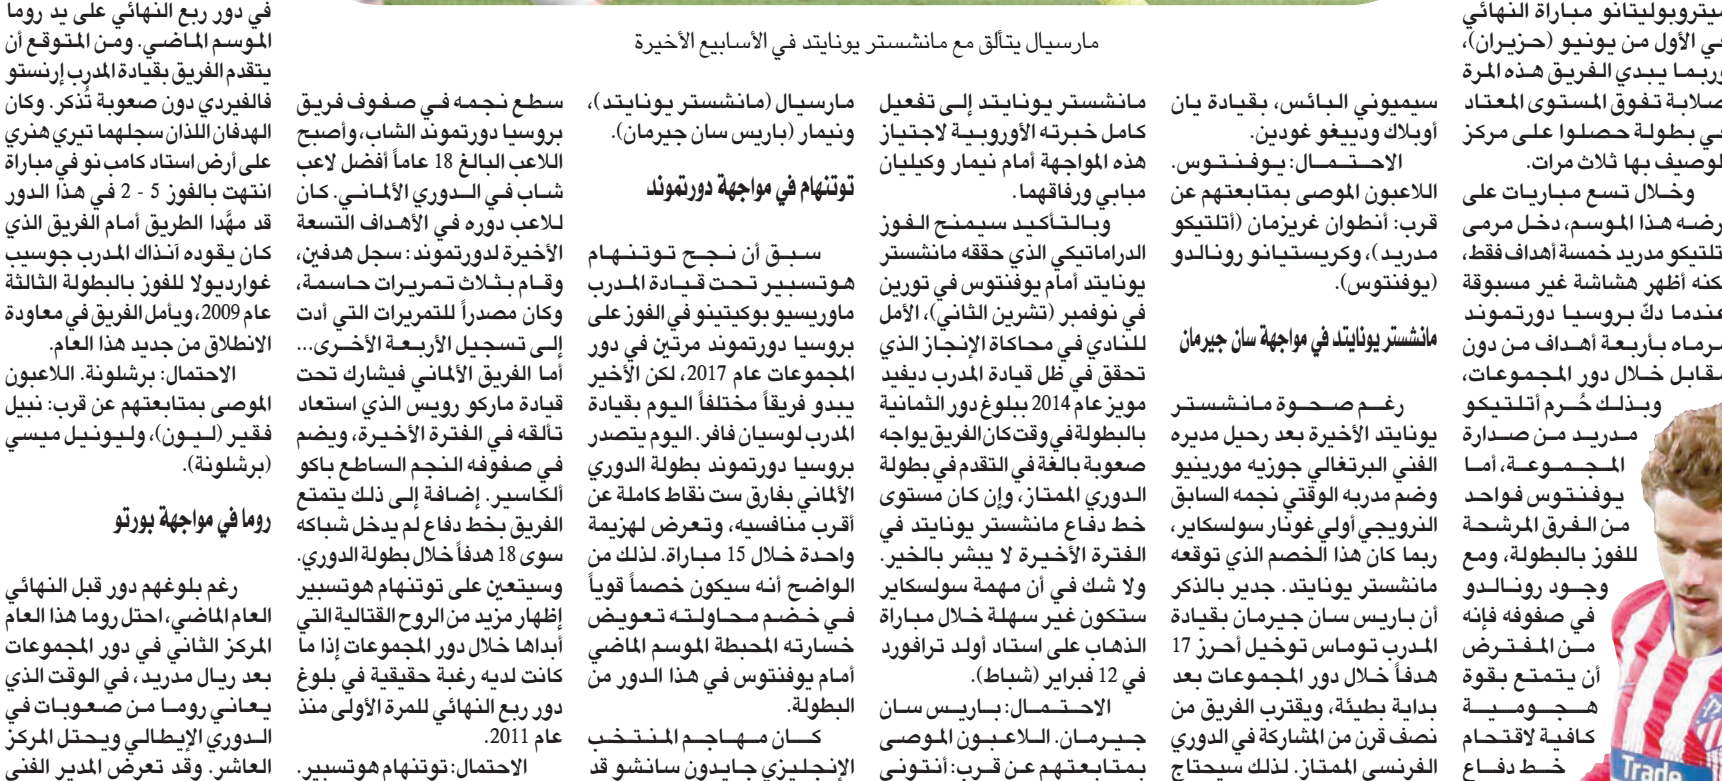 مارسيال يتألق مع مانشستر يونايتد في الأسابيع الأخيرة
ميتروبوليتانو مباراة النهائي
في الأول من يونيو (حزيران)،
وربما يبدي الفريق هذه المرة
صلابة تفوق المستوى المعتاد
في بطولة حصلوا على مركز
الوصيف بها ثلاث مرات.
وخلال تسع مباريات على
أرضه هذا الموسم، دخل مرمى
أتلتيكو مدريد خمسة أهداف فقط،
لكنه أظهر هشاشة غير مسبوقة
عندما دكّ بروسيا دورتموند
مرماه بأربعة أهداف من دون
مقابل خلال دور المجموعات،
وبذلك حُرم أتلتيكو
مدريد من صدارة
المجموعة، أما
يوفنتوس فواحد
من الفرق المرشحة
للفوز بالبطولة، ومع
وجود رونالدو
في صفوفه فإنه
من المفترض
أن يتمتع بقوة
هجومية
كافية لاقتحام
خط دفاع
سيميوني البائس، بقيادة يان
أوبلاك ودييغو غودين.
الاحتمال: يوفنتوس.
اللاعبون الموصى بمتابعتهم عن
قرب: أنطوان غريزمان (أتلتيكو
مدريد)، وكريستيانو رونالدو
(يوفنتوس).
مانشستر يونايتد في مواجهة سان جيرمان
رغم صحوة مانشستر
يونايتد الأخيرة بعد رحيل مديره
الفني البرتغالي جوزيه مورينيو
وضم مدربه الوقتي نجمه السابق
النرويجي أولي غونار سولسكاير،
ربما كان هذا الخصم الذي توقعه
مانشستر يونايتد. جدير بالذكر
أن باريس سان جيرمان بقيادة
المدرب توماس توخيل أحرز 17
هدفاً خلال دور المجموعات بعد
بداية بطيئة، ويقترب الفريق من
نصف قرن من المشاركة في الدوري
الفرنسي الممتاز. لذلك سيحتاج
مانشستر يونايتد إلى تفعيل
كامل خبرته الأوروبية لاجتياز
هذه المواجهة أمام نيمار وكيليان
مبابي ورفاقهما.
وبالتأكيد سيمنح الفوز
الدراماتيكي الذي حققه مانشستر
يونايتد أمام يوفنتوس في تورين
في نوفمبر (تشرين الثاني)، الأمل
للنادي في محاكاة الإنجاز الذي
تحقق في ظل قيادة المدرب ديفيد
مويز عام 2014 ببلوغ دور الثمانية
بالبطولة في وقت كان الفريق يواجه
صعوبة بالغة في التقدم في بطولة
الدوري الممتاز، وإن كان مستوى
خط دفاع مانشستر يونايتد في
الفترة الأخيرة لا يبشر بالخير.
ولا شك في أن مهمة سولسكاير
ستكون غير سهلة خلال مباراة
الذهاب على استاد أولد ترافورد
في 12 فبراير (شباط).
الاحتمال: باريس سان
جيرمان. اللاعبون الموصى
بمتابعتهم عن قرب: أنتوني
مارسيال (مانشستر يونايتد)،
ونيمار (باريس سان جيرمان).
توتنهام في مواجهة دورتموند
سبق أن نجح توتنهام
هوتسبير تحت قيادة المدرب
ماوريسيو بوكيتينو في الفوز على
بروسيا دورتموند مرتين في دور
المجموعات عام 2017، لكن الأخير
يبدو فريقاً مختلفاً اليوم بقيادة
المدرب لوسيان فافر. اليوم يتصدر
بروسيا دورتموند بطولة الدوري
الألماني بفارق ست نقاط كاملة عن
أقرب منافسيه، وتعرض لهزيمة
واحدة خلال 15 مباراة. لذلك من
الواضح أنه سيكون خصماً قوياً
في خضم محاولته تعويض
خسارته المحبطة الموسم الماضي
أمام يوفنتوس في هذا الدور من
البطولة.
كان مهاجم المنتخب
الإنجليزي جايدون سانشو قد
سطع نجمه في صفوف فريق
بروسيا دورتموند الشاب،وأصبح
اللاعب البالغ 18 عاماً أفضل لاعب
شاب في الدوري الألماني. كان
للاعب دوره في الأهداف التسعة
الأخيرة لدورتموند: سجل هدفين،
وقام بثلاث تمريرات حاسمة،
وكان مصدراً للتمريرات التي أدت
إلى تسجيل الأربعة الأخرى...
أما الفريق الألماني فيشارك تحت
قيادة ماركو رويس الذي استعاد
تألقه في الفترة الأخيرة، ويضم
في صفوفه النجم الساطع باكو
ألكاسير. إضافة إلى ذلك يتمتع
الفريق بخط دفاع لم يدخل شباكه
سوى 18 هدفاً خلال بطولة الدوري.
وسيتعين على توتنهام هوتسبير
إظهار مزيد من الروح القتالية التي
أبداها خلال دور المجموعات إذا ما
كانت لديه رغبة حقيقية في بلوغ
دور ربع النهائي للمرة الأولى منذ
عام 2011.
الاحتمال: توتنهام هوتسبير.
في دور ربع النهائي على يد روما
الموسم الماضي. ومن المتوقع أن
يتقدم الفريق بقيادة المدرب إرنستو
فالفيردي دون صعوبة تُذكر. وكان
الهدفان اللذان سجلهما تيري هنري
على أرض استاد كامب نو في مباراة
انتهت بالفوز 5 - 2 في هذا الدور
قد مهّدا الطريق أمام الفريق الذي
كان يقوده آنذاك المدرب جوسيب
غوارديولا للفوز بالبطولة الثالثة
عام 2009، ويأمل الفريق في معاودة
الانطلاق من جديد هذا العام.
الاحتمال: برشلونة. اللاعبون
الموصى بمتابعتهم عن قرب: نبيل
فقير (ليون)، وليونيل ميسي
(برشلونة).
روما في مواجهة بورتو
رغم بلوغهم دور قبل النهائي
العام الماضي، احتل روما هذا العام
المركز الثاني في دور المجموعات
بعد ريال مدريد، في الوقت الذي
يعاني روما من صعوبات في
الدوري الإيطالي ويحتل المركز
العاشر. وقد تعرض المدير الفني
Trade